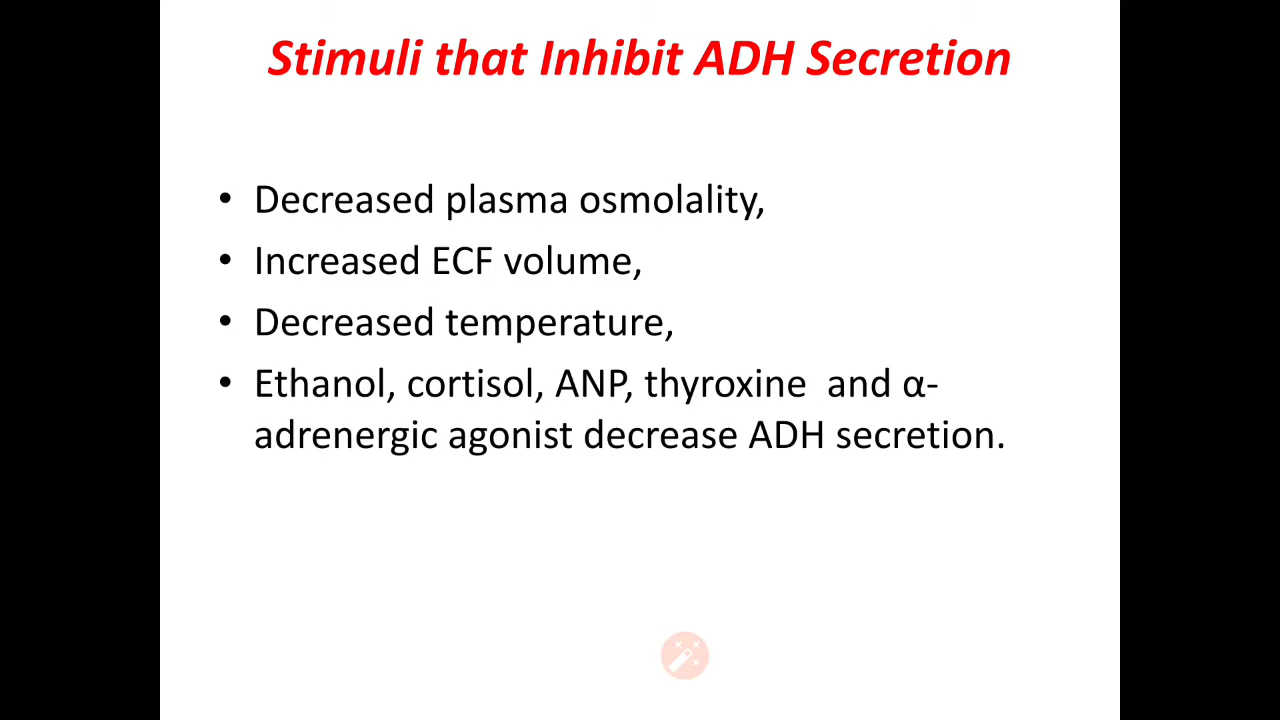 Stimuli that Inhibit ADH Secretion
• Decreased plasma osmolality,
• Increased ECF volume,
• Decreased temperature,
• Ethanol, cortisol, ANP, thyroxine  and α-
adrenergic agonist decrease ADH secretion.